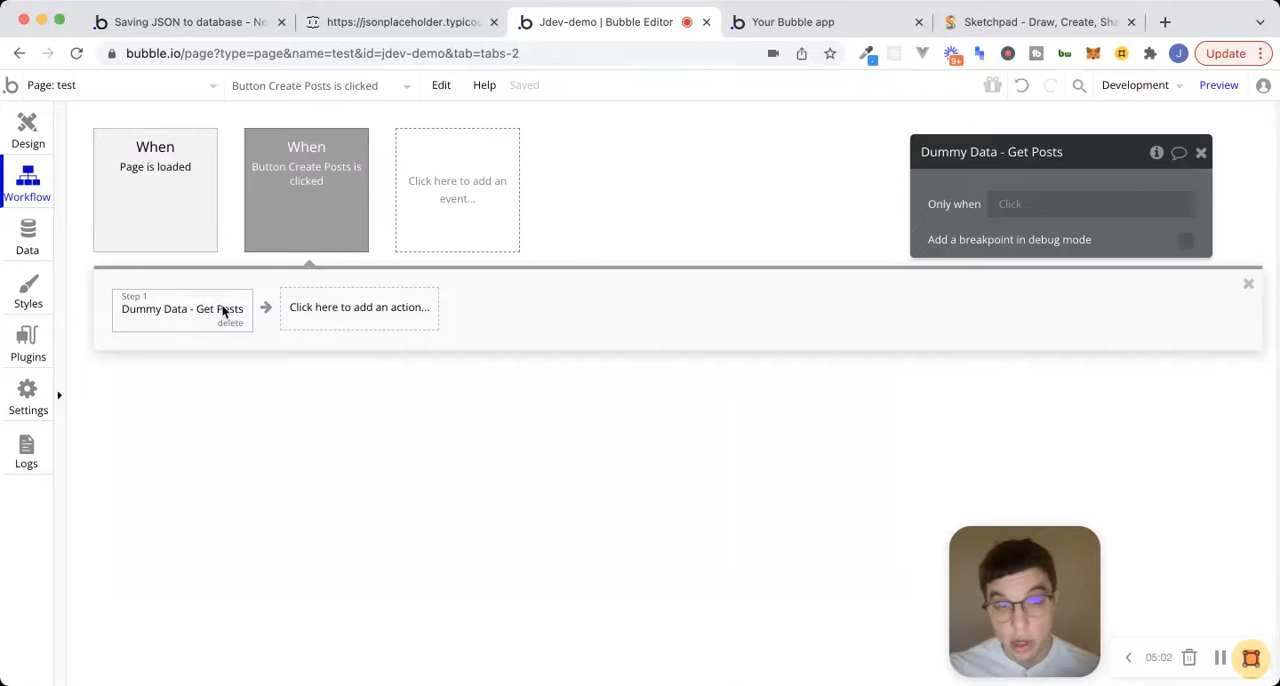 Saving JSON to database - Ne
https://jsonplaceholder.typico
Jdev-demo | Bubble Editor
Your Bubble app
Sketchpad - Draw, Create, Sha
bubble.io/page?type=page&name=test&id=jdev-demo&tab=tabs-2
9+
J
Update
Page: test
Button Create Posts is clicked
Edit
Help
Saved
Development
Preview
Design
Workflow
Data
Styles
Plugins
Settings
Logs
When
Page is loaded
When
Button Create Posts is
clicked
Click here to add an
event...
Dummy Data - Get Posts
Only when
Click
Add a breakpoint in debug mode
Step 1
Dummy Data - Get Posts
delete
Click here to add an action...
05:02